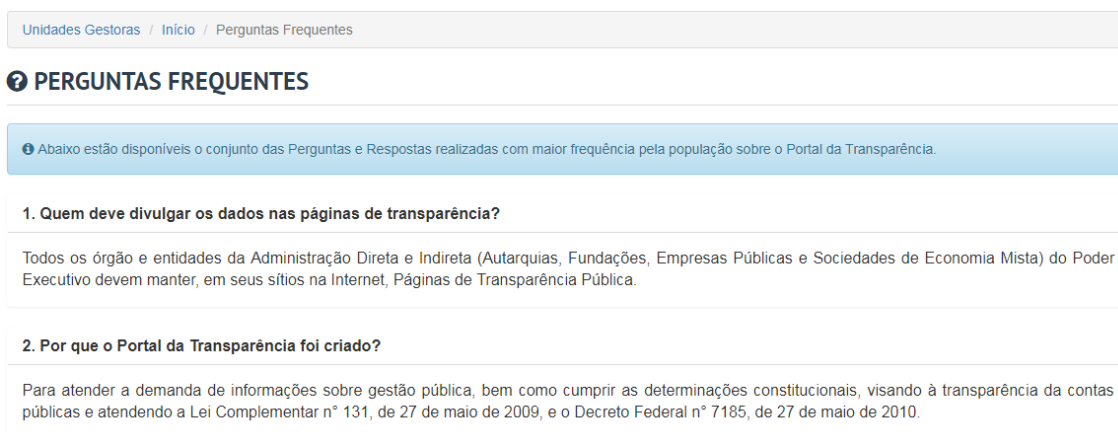 Unidades Gestoras / Início / Perguntas Frequentes
PERGUNTAS FREQUENTES
Abaixo estão disponíveis o conjunto das Perguntas e Respostas realizadas com maior frequência pela população sobre o Portal da Transparência.
1. Quem deve divulgar os dados nas páginas de transparência?
Todos os órgão e entidades da Administração Direta e Indireta (Autarquias, Fundações, Empresas Públicas e Sociedades de Economia Mista) do Poder
Executivo devem manter, em seus sítios na Internet, Páginas de Transparência Pública.
2. Por que o Portal da Transparência foi criado?
Para atender a demanda de informações sobre gestão pública, bem como cumprir as determinações constitucionais, visando à transparência da contas
públicas e atendendo a Lei Complementar n° 131, de 27 de maio de 2009, e o Decreto Federal n° 7185, de 27 de maio de 2010.